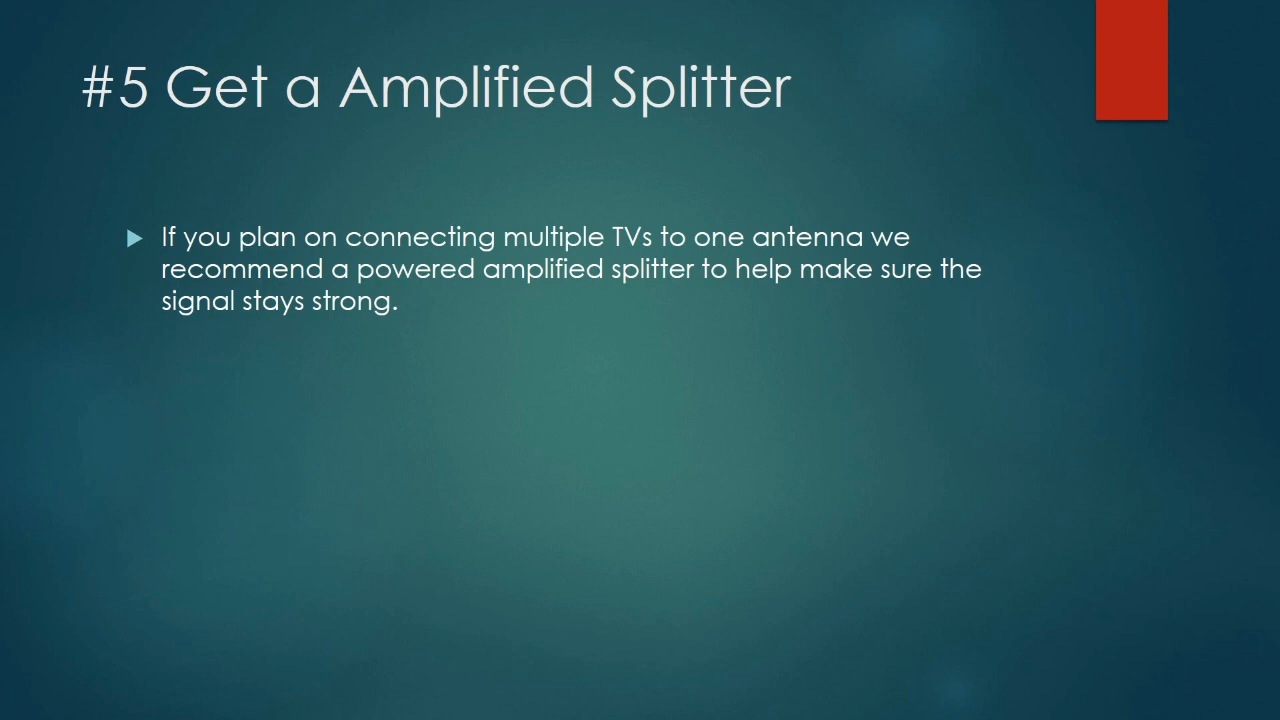 #5 Get a Amplified Splitter
If you plan on connecting multiple TVs to one antenna we
recommend a powered amplified splitter to help make sure the
signal stays strong.